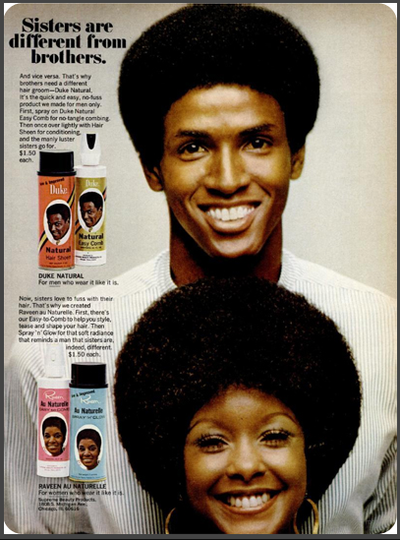 Sisters are
different from
brothers.
And vice versa. That's why
brothers need a different
hair groom—Duke Natural.
It's the quick and easy, no-fuss
product we made for men only.
First, spray on Duke Natural
Easy Comb for no-tangle combing.
Then once over lightly with Hair
Sheen for conditioning,
and the manly luster
sisters go for.
$1.50
each.
Duke
Natural
Hair Sheen
Duke
Natural
Easy Comb
DUKE NATURAL
For men who wear it like it is.
Now, sisters love to fuss with their
hair. That's why we created
Raveen au Naturelle. First, there's
our Easy-to-Comb to help you style,
tease and shape your hair. Then
Spray 'n' Glow for that soft radiance
that reminds a man that sisters are,
indeed, different.
$1.50 each.
Raveen
Au Naturelle
Raveen
Au Naturelle
RAVEEN AU NATURELLE
For women who wear it like it is.
Supreme Beauty Products,
Chicago, Ill.